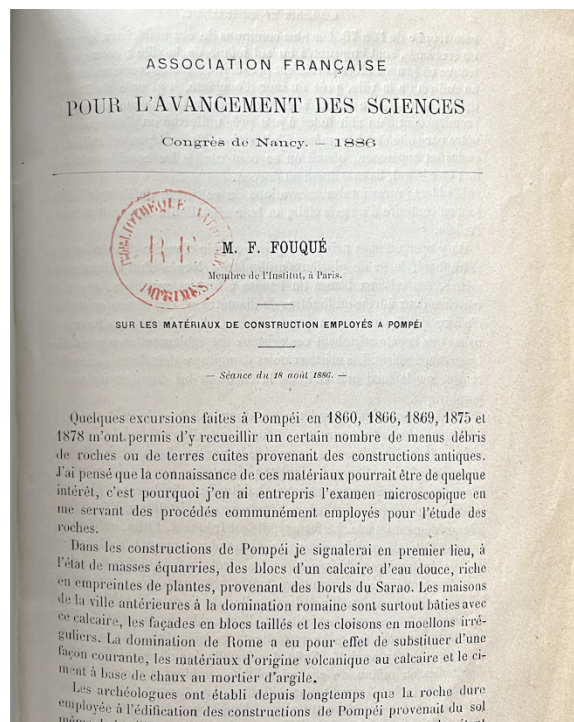 ASSOCIATION FRANÇAISE
POUR L'AVANCEMENT DES SCIENCES
Congrès de Nancy. — 1886
BIBLIOTHÈQUE NATIONALE
R F
IMPRIMÉS
M. F. FOUQUÉ
Membre de l'Institut, à Paris.
SUR LES MATÉRIAUX DE CONSTRUCTION EMPLOYÉS A POMPÉI
— Séance du 18 août 1886. —
Quelques excursions faites à Pompéi en 1860, 1866, 1869, 1875 et
1878 m'ont permis d'y recueillir un certain nombre de menus débris
de roches ou de terres cuites provenant des constructions antiques.
J'ai pensé que la connaissance de ces matériaux pourrait être de quelque
intérêt, c'est pourquoi j'en ai entrepris l'examen microscopique en
me servant des procédés communément employés pour l'étude des
roches.
Dans les constructions de Pompéi je signalerai en premier lieu, à
l'état de masses équarries, des blocs d'un calcaire d'eau douce, riche
en empreintes de plantes, provenant des bords du Sarno. Les maisons
de la ville antérieures à la domination romaine sont surtout bâties avec
ce calcaire, les façades en blocs taillés et les cloisons en moellons irré-
guliers. La domination de Rome a eu pour effet de substituer d'une
façon courante, les matériaux d'origine volcanique au calcaire et le ci-
ment à base de chaux au mortier d'argile.
Les archéologues ont établi depuis longtemps que la roche dure
employée à l'édification des constructions de Pompéi provenait du sol